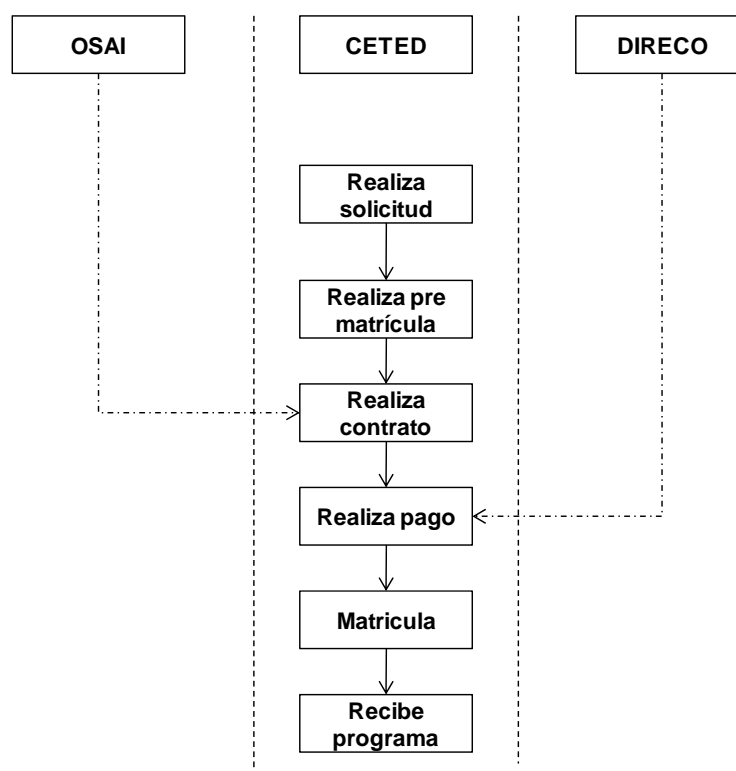 OSAI
CETED
DIRECO
Realiza
solicitud
Realiza pre
matrícula
Realiza
contrato
Realiza pago
Matricula
Recibe
programa